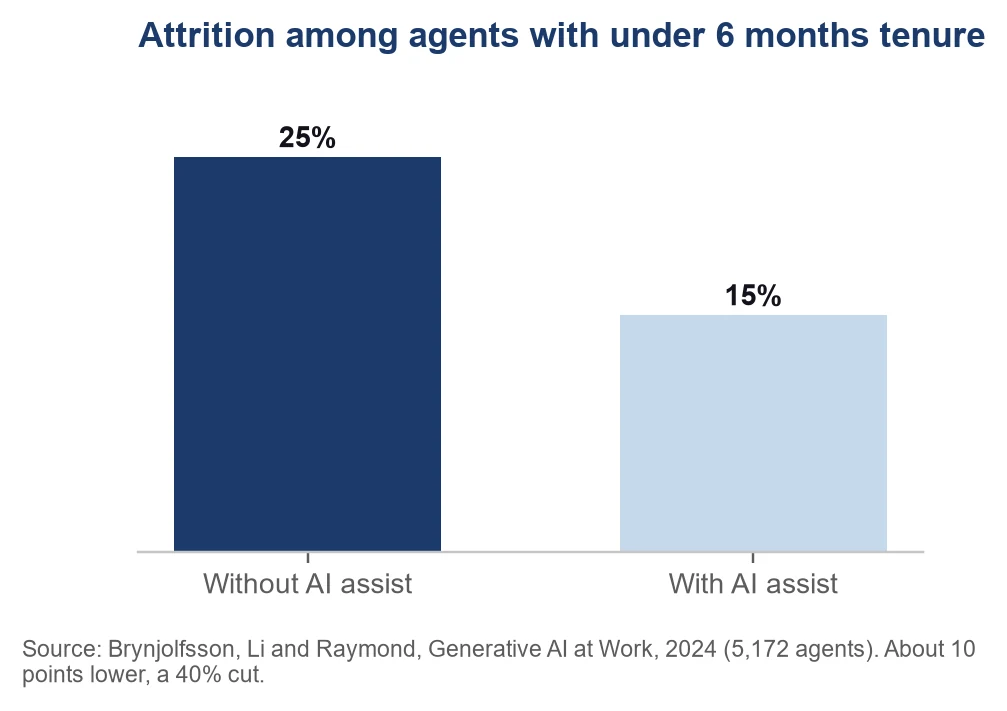 Attrition among agents with under 6 months tenure
25%
15%
Without AI assist
With AI assist
Source: Brynjolfsson, Li and Raymond, Generative AI at Work, 2024 (5,172 agents). About 10
points lower, a 40% cut.